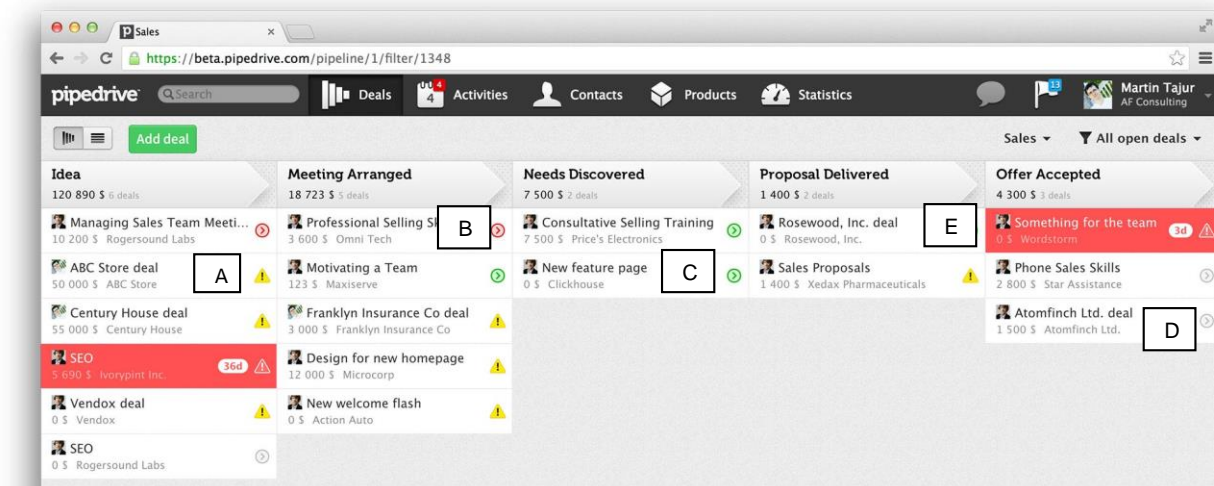 Sales
https://beta.pipedrive.com/pipeline/1/filter/1348
pipedrive Search Deals 4 4 Activities Contacts Products Statistics 13 Martin Tajur
AF Consulting
Add deal Sales All open deals
Idea
120 890 $ 6 deals
Managing Sales Team Meeti...
10 200 $ Rogersound Labs
ABC Store deal
50 000 $ ABC Store
A
Century House deal
55 000 $ Century House
SEO
5 690 $ Ivorypint Inc.
36d
Vendox deal
0 $ Vendox
SEO
0 $ Rogersound Labs
Meeting Arranged
18 723 $ 5 deals
Professional Selling
3 600 $ Omni Tech
B
Motivating a Team
123 $ Maxiserve
Franklyn Insurance Co deal
3 000 $ Franklyn Insurance Co
Design for new homepage
12 000 $ Microcorp
New welcome flash
0 $ Action Auto
Needs Discovered
7 500 $ 2 deals
Consultative Selling Training
7 500 $ Price's Electronics
New feature page
0 $ Clickhouse
C
Proposal Delivered
1 400 $ 2 deals
Rosewood, Inc. deal
0 $ Rosewood, Inc.
E
Sales Proposals
1 400 $ Xedax Pharmaceuticals
Offer Accepted
4 300 $ 3 deals
Something for the team
0 $ Wordstorm
3d
Phone Sales Skills
2 800 $ Star Assistance
Atomfinch Ltd. deal
1 500 $ Atomfinch Ltd.
D